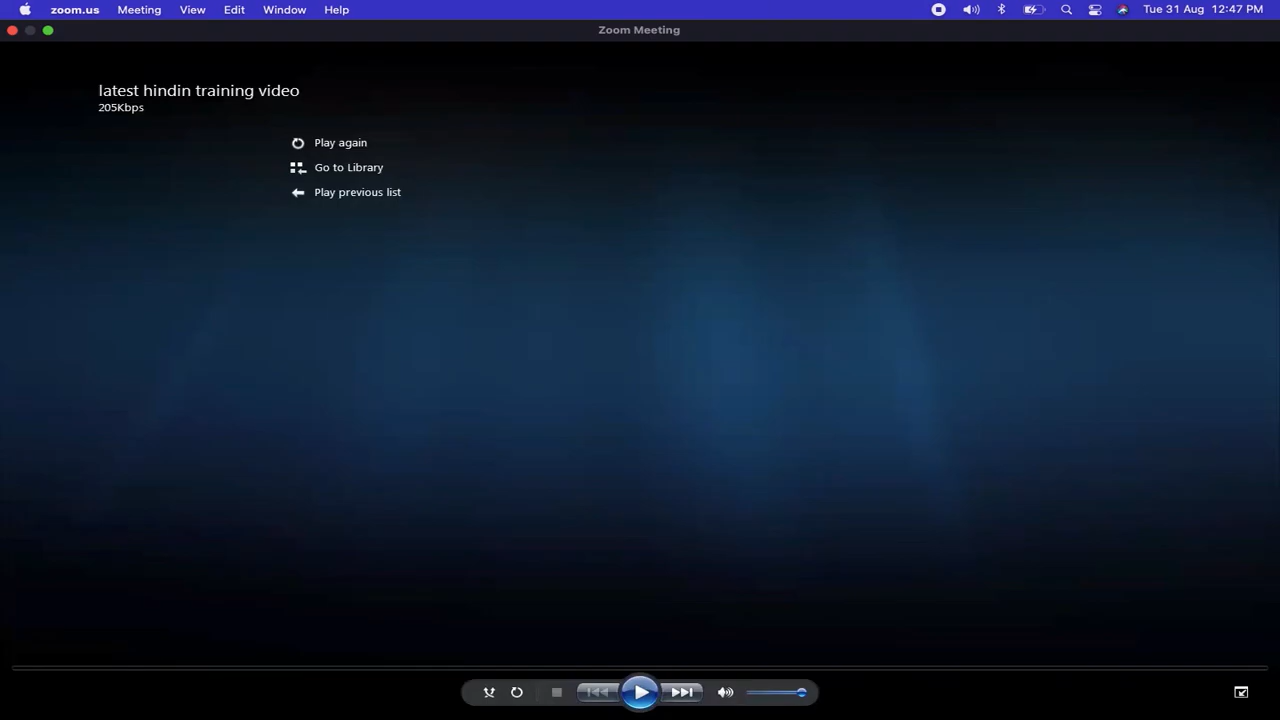 zoom.us Meeting View Edit Window Help Tue 31 Aug 12:47 PM
Zoom Meeting
latest hindin training video
205Kbps
Play again
Go to Library
Play previous list